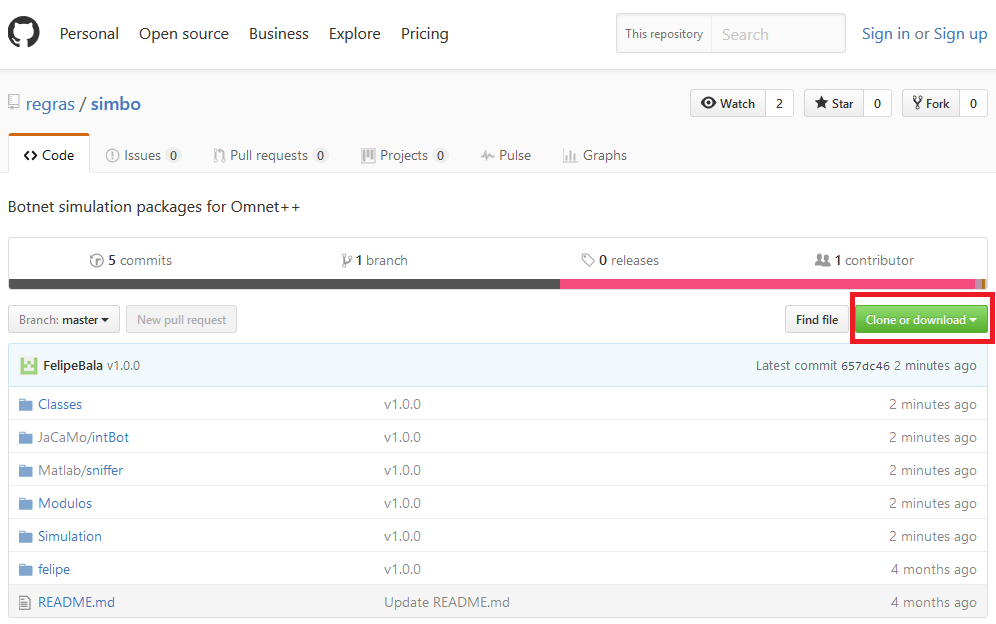 Personal Open source Business Explore Pricing This repository Search Sign in or Sign up
regras / simbo Watch 2 Star 0 Fork 0
Code Issues 0 Pull requests 0 Projects 0 Pulse Graphs
Botnet simulation packages for Omnet++
5 commits 1 branch 0 releases 1 contributor
Branch: master New pull request Find file Clone or download
FelipeBala v1.0.0 Latest commit 657dc46 2 minutes ago
Classes v1.0.0 2 minutes ago
JaCaMo/intBot v1.0.0 2 minutes ago
Matlab/sniffer v1.0.0 2 minutes ago
Modulos v1.0.0 2 minutes ago
Simulation v1.0.0 2 minutes ago
felipe v1.0.0 4 months ago
README.md Update README.md 4 months ago